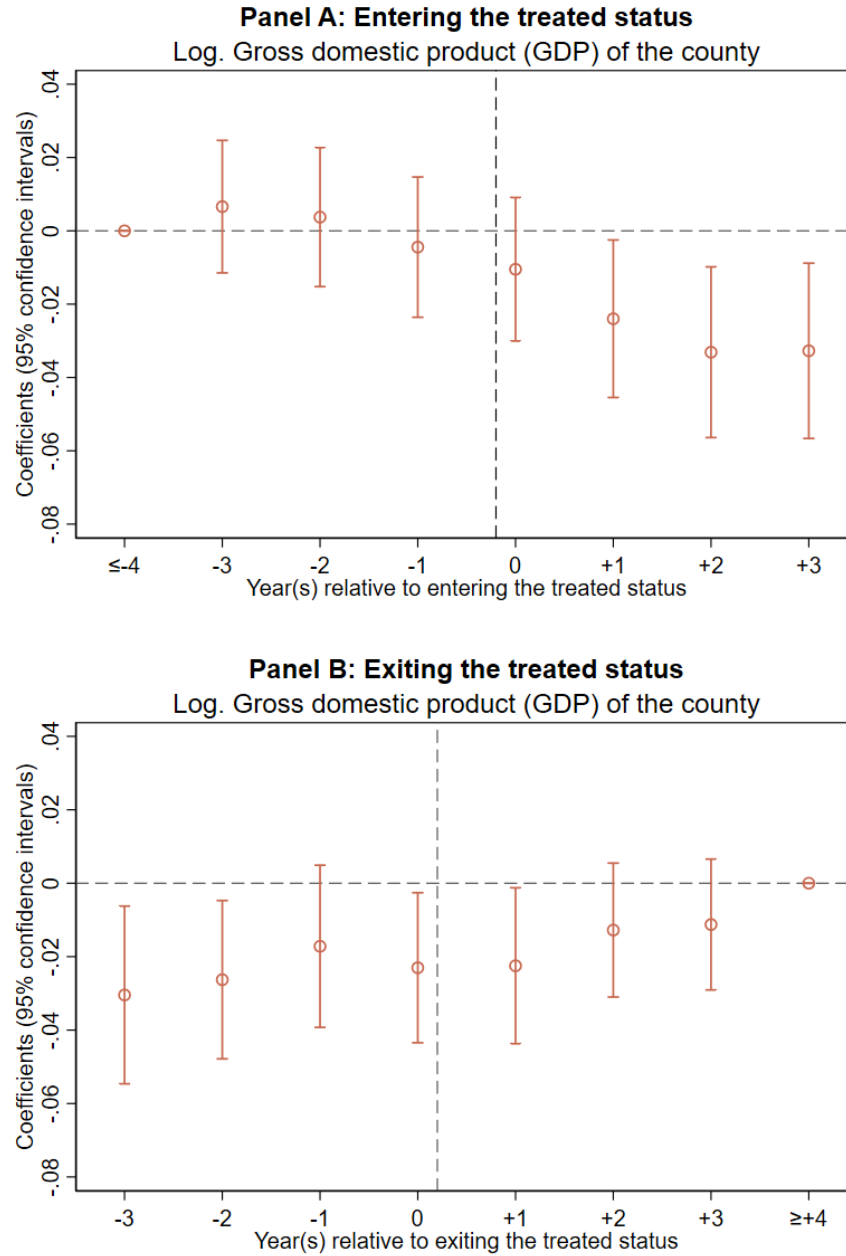 Panel A: Entering the treated status
Log. Gross domestic product (GDP) of the county
Coefficients (95% confidence intervals)
.04
.02
0
-.02
-.04
-.06
-.08
≤-4 -3 -2 -1 0 +1 +2 +3
Year(s) relative to entering the treated status
Panel B: Exiting the treated status
Log. Gross domestic product (GDP) of the county
Coefficients (95% confidence intervals)
.04
.02
0
-.02
-.04
-.06
-.08
-3 -2 -1 0 +1 +2 +3 ≥+4
Year(s) relative to exiting the treated status